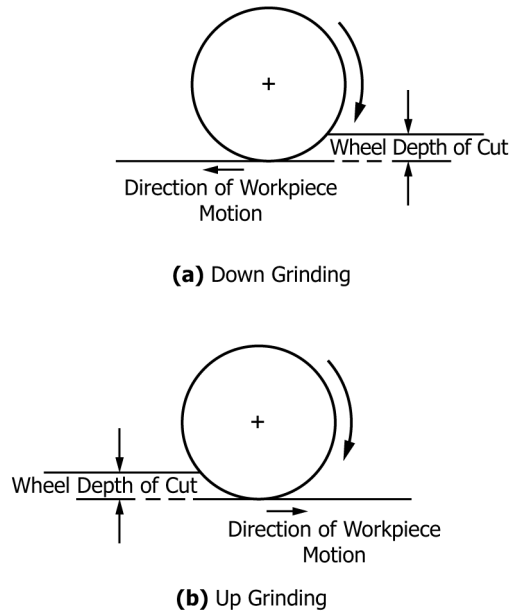 Wheel Depth of Cut
Direction of Workpiece
Motion
(a) Down Grinding
Wheel Depth of Cut
Direction of Workpiece
Motion
(b) Up Grinding